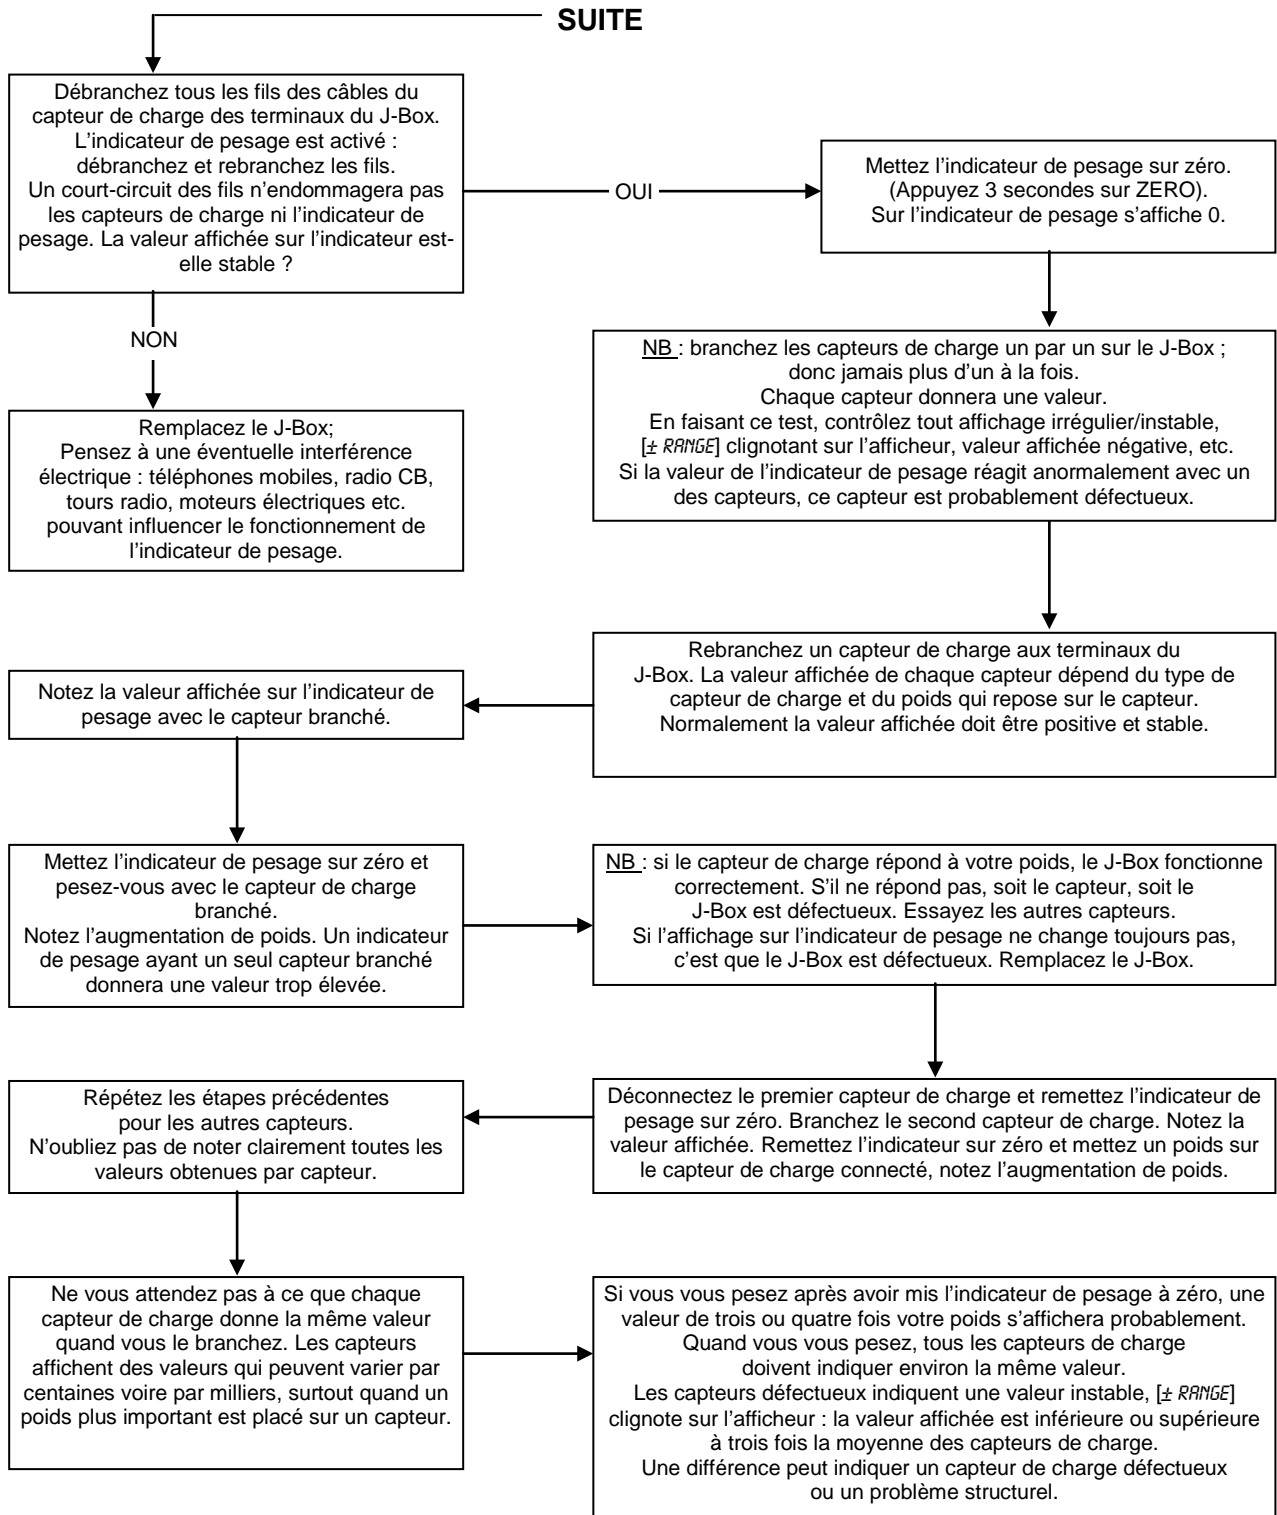 SUITE
Débranchez tous les fils des câbles du
capteur de charge des terminaux du J-Box.
L’indicateur de pesage est activé :
débranchez et rebranchez les fils.
Un court-circuit des fils n’endommagera pas
les capteurs de charge ni l’indicateur de
pesage. La valeur affichée sur l’indicateur est-
elle stable ?
OUI
Mettez l’indicateur de pesage sur zéro.
(Appuyez 3 secondes sur ZERO).
Sur l’indicateur de pesage s’affiche 0.
NON
Remplacez le J-Box;
Pensez à une éventuelle interférence
électrique : téléphones mobiles, radio CB,
tours radio, moteurs électriques etc.
pouvant influencer le fonctionnement de
l’indicateur de pesage.
NB : branchez les capteurs de charge un par un sur le J-Box ;
donc jamais plus d’un à la fois.
Chaque capteur donnera une valeur.
En faisant ce test, contrôlez tout affichage irrégulier/instable,
[± RANGE] clignotant sur l’afficheur, valeur affichée négative, etc.
Si la valeur de l’indicateur de pesage réagit anormalement avec un
des capteurs, ce capteur est probablement défectueux.
Rebranchez un capteur de charge aux terminaux du
J-Box. La valeur affichée de chaque capteur dépend du type de
capteur de charge et du poids qui repose sur le capteur.
Normalement la valeur affichée doit être positive et stable.
Notez la valeur affichée sur l’indicateur de
pesage avec le capteur branché.
Mettez l’indicateur de pesage sur zéro et
pesez-vous avec le capteur de charge
branché.
Notez l’augmentation de poids. Un indicateur
de pesage ayant un seul capteur branché
donnera une valeur trop élevée.
NB : si le capteur de charge répond à votre poids, le J-Box fonctionne
correctement. S’il ne répond pas, soit le capteur, soit le
J-Box est défectueux. Essayez les autres capteurs.
Si l’affichage sur l’indicateur de pesage ne change toujours pas,
c’est que le J-Box est défectueux. Remplacez le J-Box.
Déconnectez le premier capteur de charge et remettez l’indicateur de
pesage sur zéro. Branchez le second capteur de charge. Notez la
valeur affichée. Remettez l’indicateur sur zéro et mettez un poids sur
le capteur de charge connecté, notez l’augmentation de poids.
Répétez les étapes précédentes
pour les autres capteurs.
N’oubliez pas de noter clairement toutes les
valeurs obtenues par capteur.
Ne vous attendez pas à ce que chaque
capteur de charge donne la même valeur
quand vous le branchez. Les capteurs
affichent des valeurs qui peuvent varier par
centaines voire par milliers, surtout quand un
poids plus important est placé sur un capteur.
Si vous vous pesez après avoir mis l’indicateur de pesage à zéro, une
valeur de trois ou quatre fois votre poids s’affichera probablement.
Quand vous vous pesez, tous les capteurs de charge
doivent indiquer environ la même valeur.
Les capteurs défectueux indiquent une valeur instable, [± RANGE]
clignote sur l’afficheur : la valeur affichée est inférieure ou supérieure
à trois fois la moyenne des capteurs de charge.
Une différence peut indiquer un capteur de charge défectueux
ou un problème structurel.